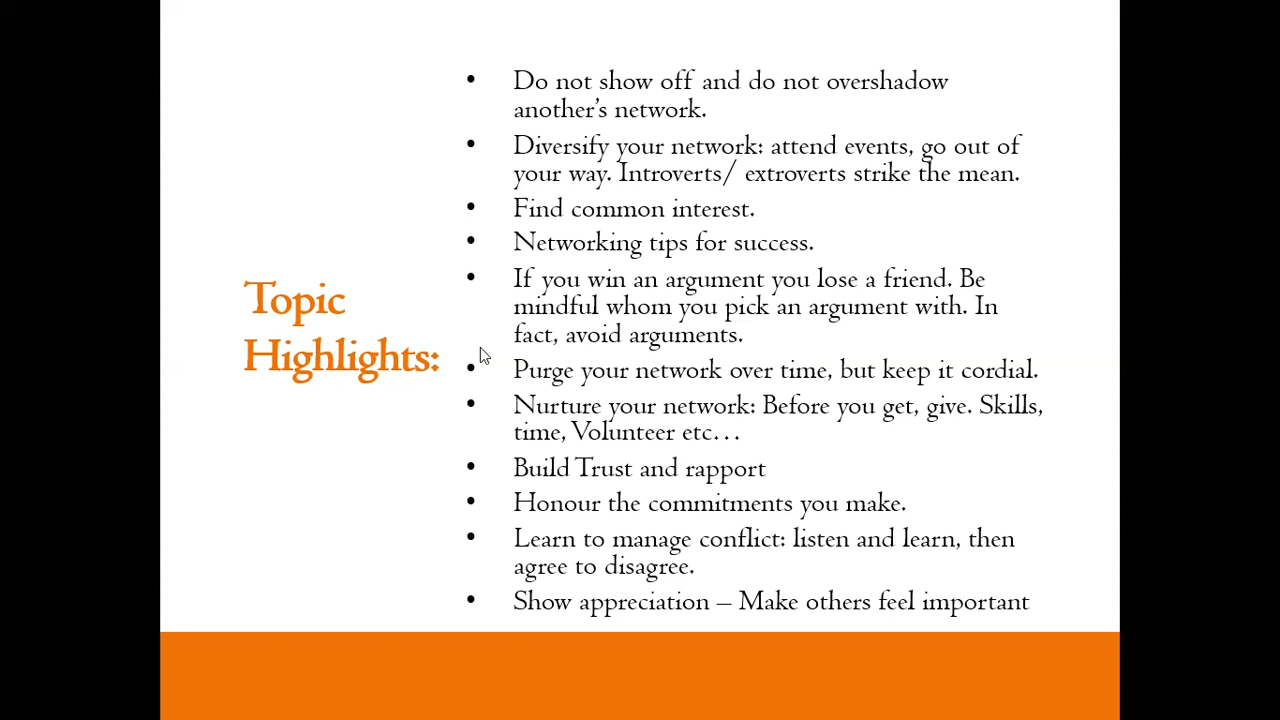 Topic
Highlights:
• Do not show off and do not overshadow
another's network.
• Diversify your network: attend events, go out of
your way. Introverts/ extroverts strike the mean.
• Find common interest.
• Networking tips for success.
• If you win an argument you lose a friend. Be
mindful whom you pick an argument with. In
fact, avoid arguments.
• Purge your network over time, but keep it cordial.
• Nurture your network: Before you get, give. Skills,
time, Volunteer etc…
• Build Trust and rapport
• Honour the commitments you make.
• Learn to manage conflict: listen and learn, then
agree to disagree.
• Show appreciation – Make others feel important